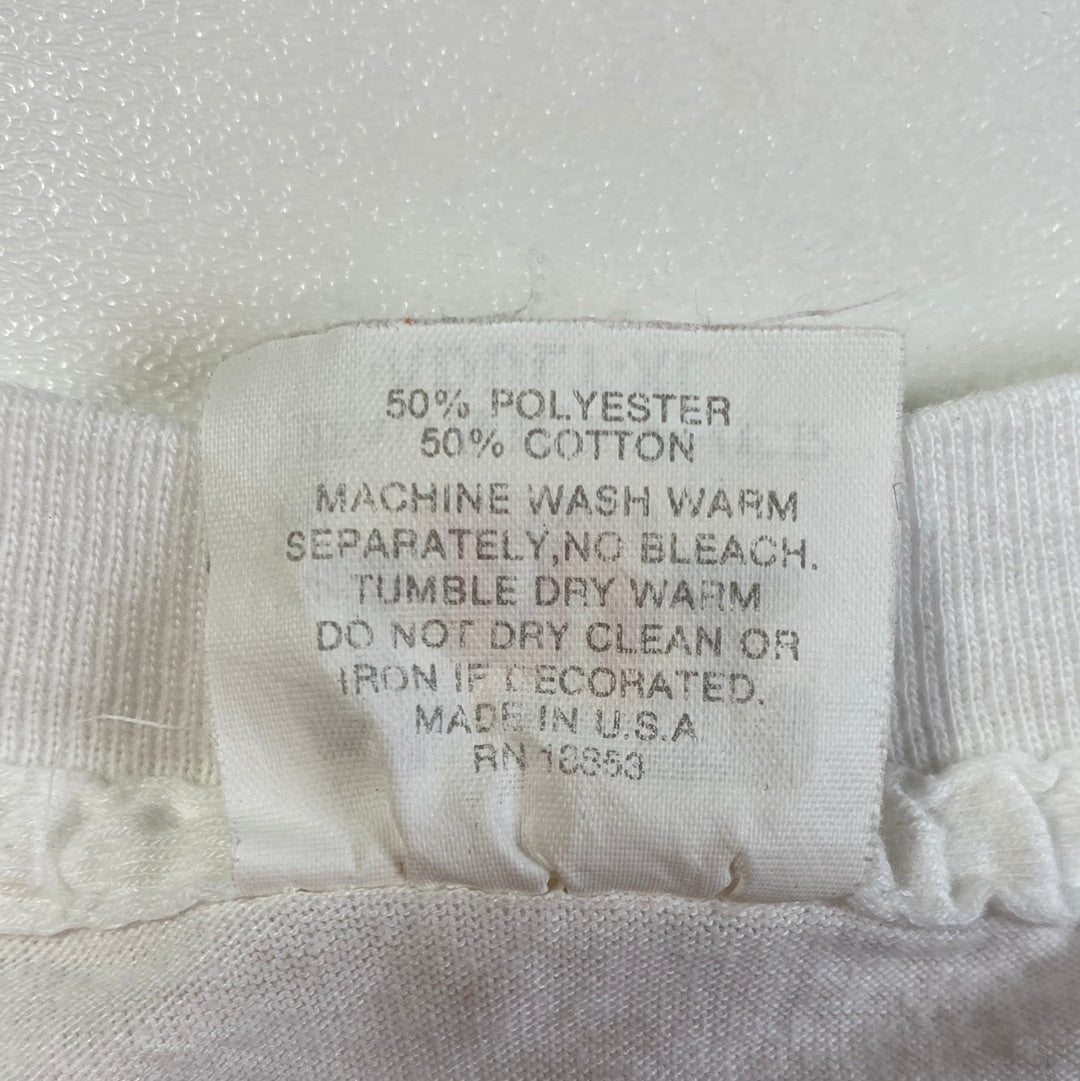 50% POLYESTER
50% COTTON
MACHINE WASH WARM
SEPARATELY, NO BLEACH.
TUMBLE DRY WARM
DO NOT DRY CLEAN OR
IRON IF DECORATED.
MADE IN U.S.A
RN